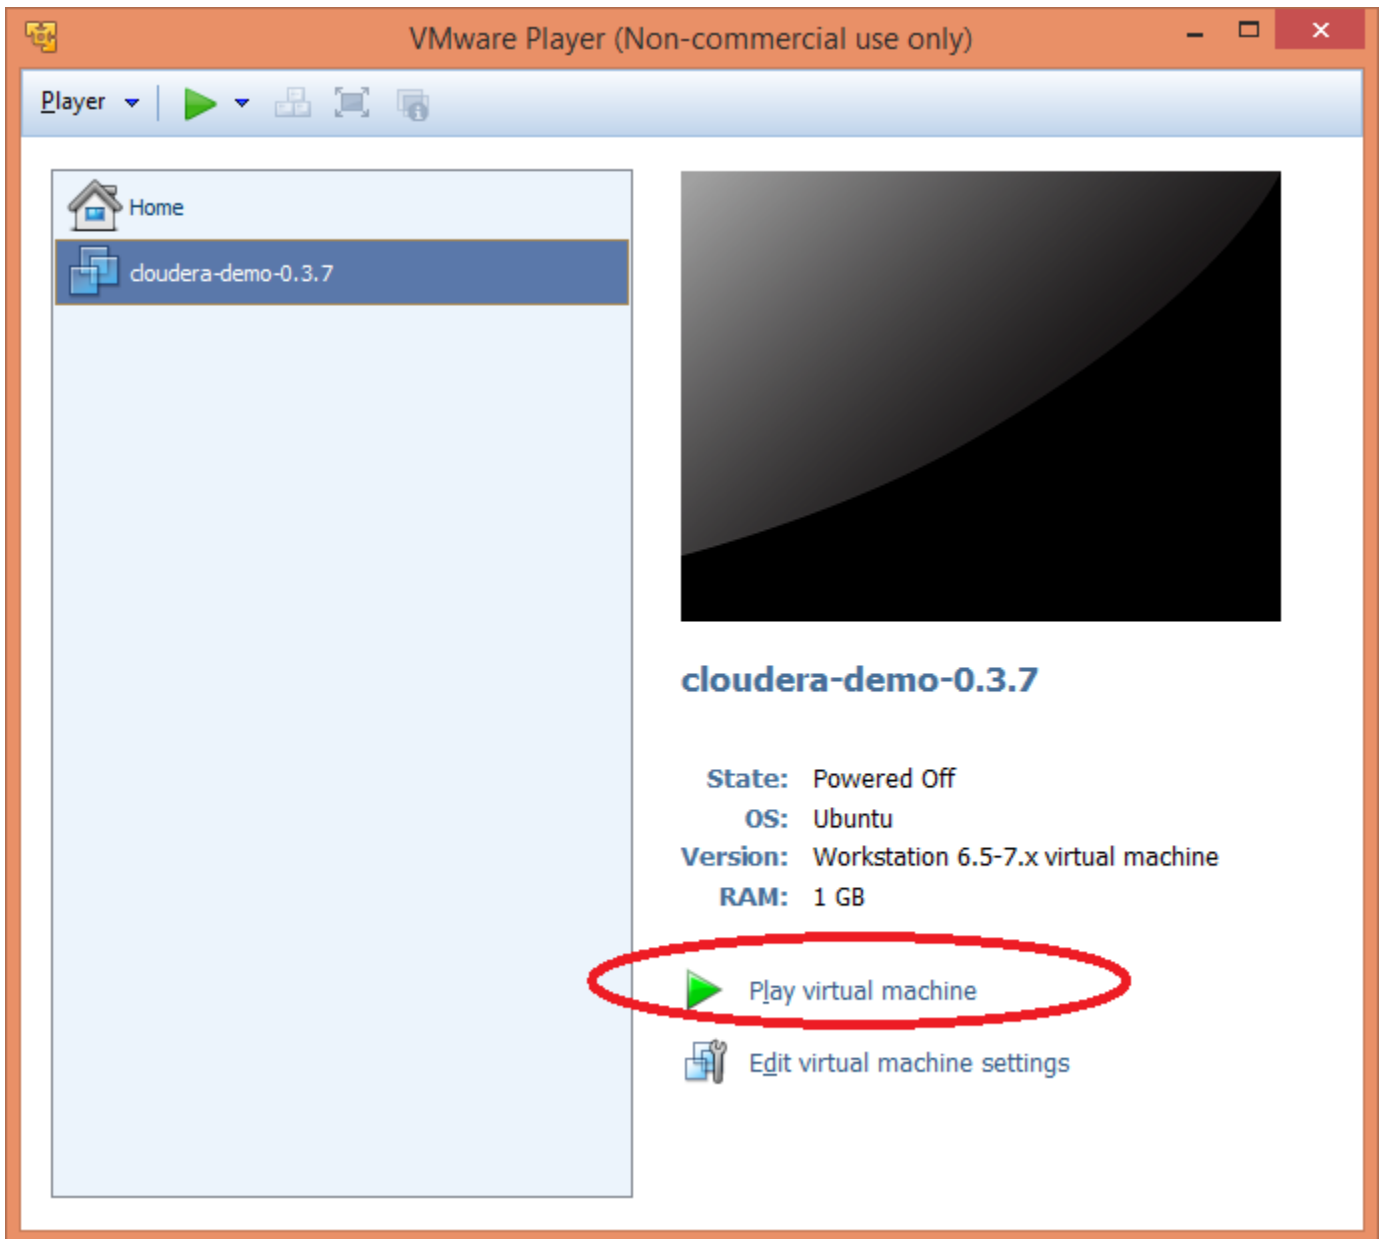 VMware Player (Non-commercial use only)
Player
Home
cloudera-demo-0.3.7
cloudera-demo-0.3.7
State: Powered Off
OS: Ubuntu
Version: Workstation 6.5-7.x virtual machine
RAM: 1 GB
Play virtual machine
Edit virtual machine settings